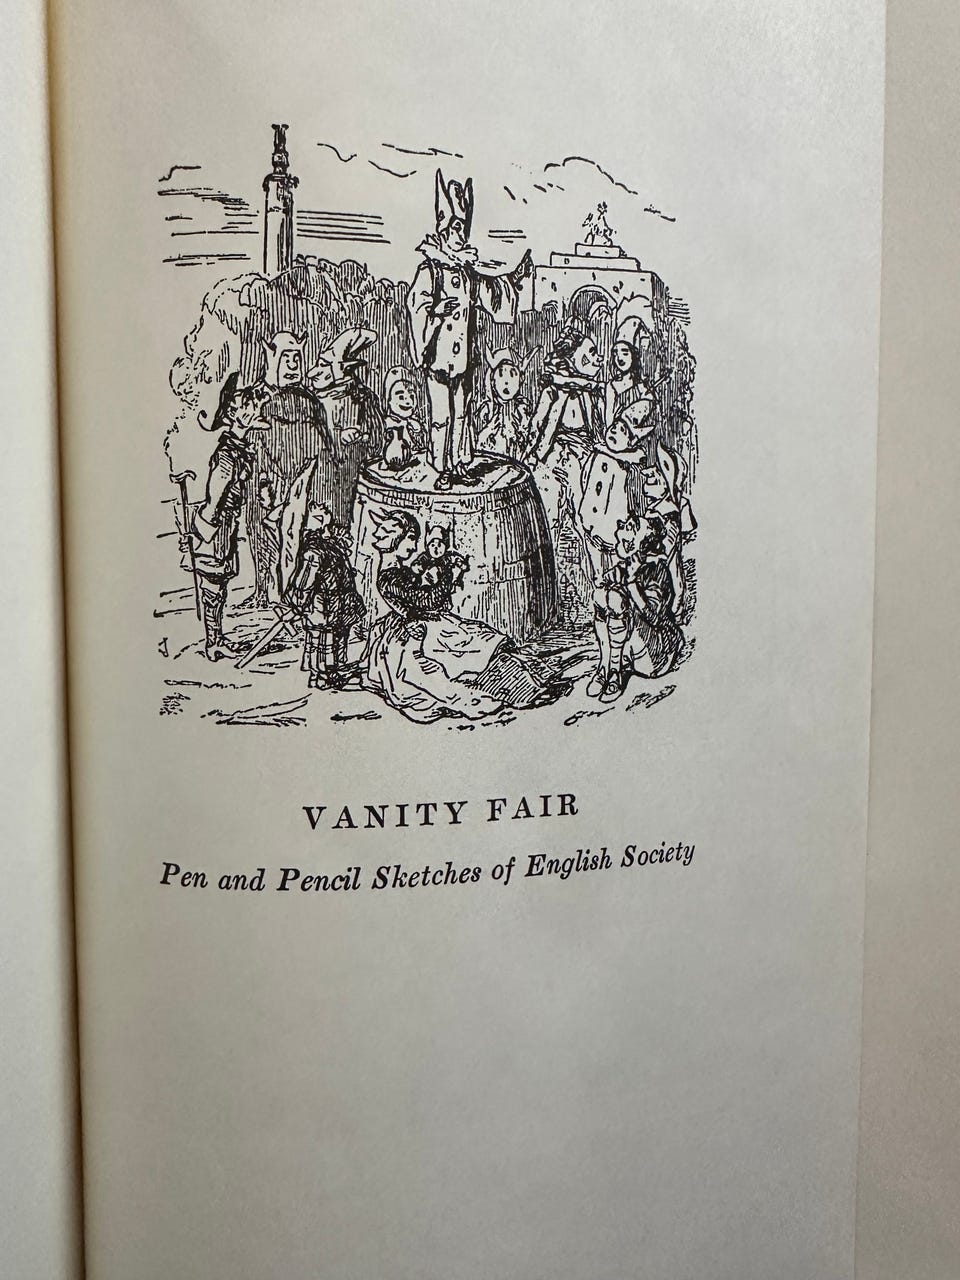 VANITY FAIR
Pen and Pencil Sketches of English Society